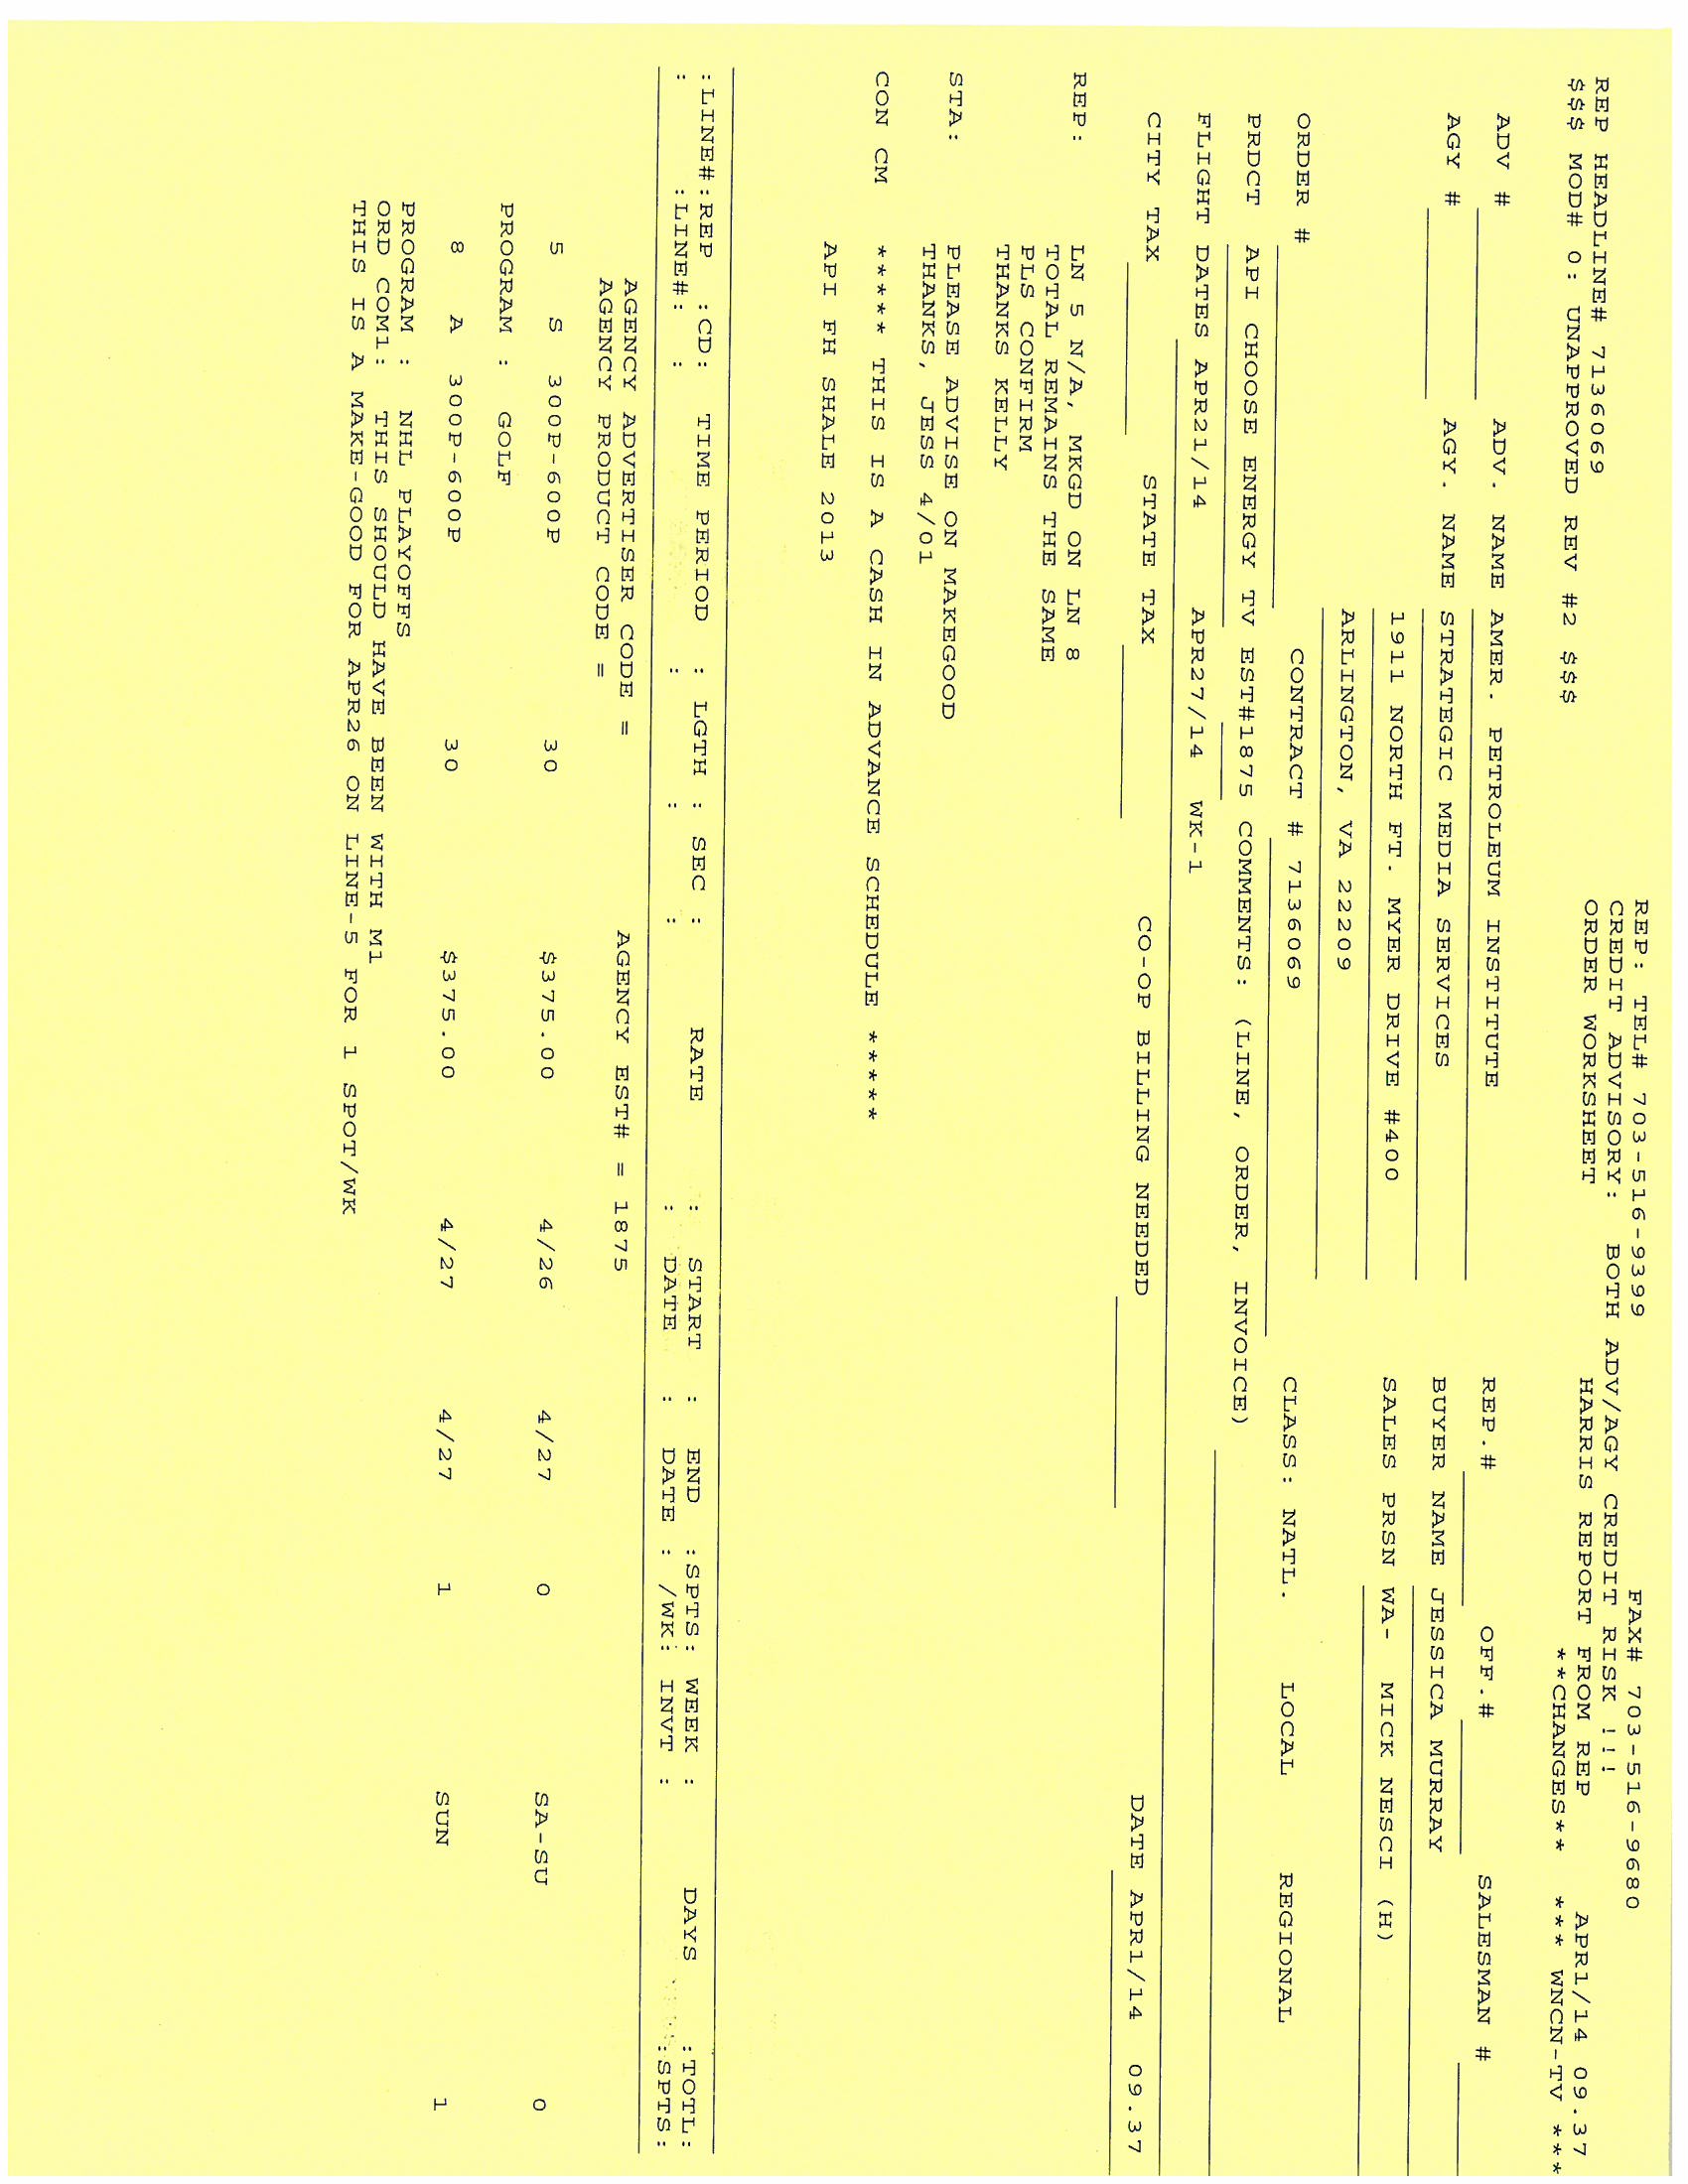 REP: TEL# 703-516-9399 FAX# 703-516-9680
CREDIT ADVISORY: BOTH ADV/AGY CREDIT RISK !!!
REP HEADLINE# 7136069 ORDER WORKSHEET HARRIS REPORT FROM REP APR1/14 09.37
$$$ MOD# 0: UNAPPROVED REV #2 $$$ **CHANGES** *** WNCN-TV ***
ADV # ADV. NAME AMER. PETROLEUM INSTITUTE REP.# OFF.# SALESMAN #
AGY # AGY. NAME STRATEGIC MEDIA SERVICES BUYER NAME JESSICA MURRAY
1911 NORTH FT. MYER DRIVE #400 SALES PRSN WA- MICK NESCI (H)
ARLINGTON, VA 22209
ORDER # CONTRACT # 7136069 CLASS: NATL. LOCAL REGIONAL
PRDCT API CHOOSE ENERGY TV EST#1875 COMMENTS: (LINE, ORDER, INVOICE)
FLIGHT DATES APR21/14 APR27/14 WK-1
CITY TAX STATE TAX CO-OP BILLING NEEDED DATE APR1/14 09.37
REP: LN 5 N/A, MKGD ON LN 8
TOTAL REMAINS THE SAME
PLS CONFIRM
THANKS KELLY
STA: PLEASE ADVISE ON MAKEGOOD
THANKS, JESS 4/01
CON CM ***** THIS IS A CASH IN ADVANCE SCHEDULE *****
API FH SHALE 2013
:LINE#:REP :CD: TIME PERIOD : LGTH : SEC : RATE : START : END :SPTS: WEEK : DAYS :TOTL:
: :LINE#: : : : : : DATE : DATE : /WK: INVT : :SPTS:
AGENCY ADVERTISER CODE = AGENCY EST# = 1875
AGENCY PRODUCT CODE =
5 S 300P-600P 30 $375.00 4/26 4/27 0 SA-SU 0
PROGRAM : GOLF
8 A 300P-600P 30 $375.00 4/27 4/27 1 SUN 1
PROGRAM : NHL PLAYOFFS
ORD COM1: THIS SHOULD HAVE BEEN WITH M1
THIS IS A MAKE-GOOD FOR APR26 ON LINE-5 FOR 1 SPOT/WK